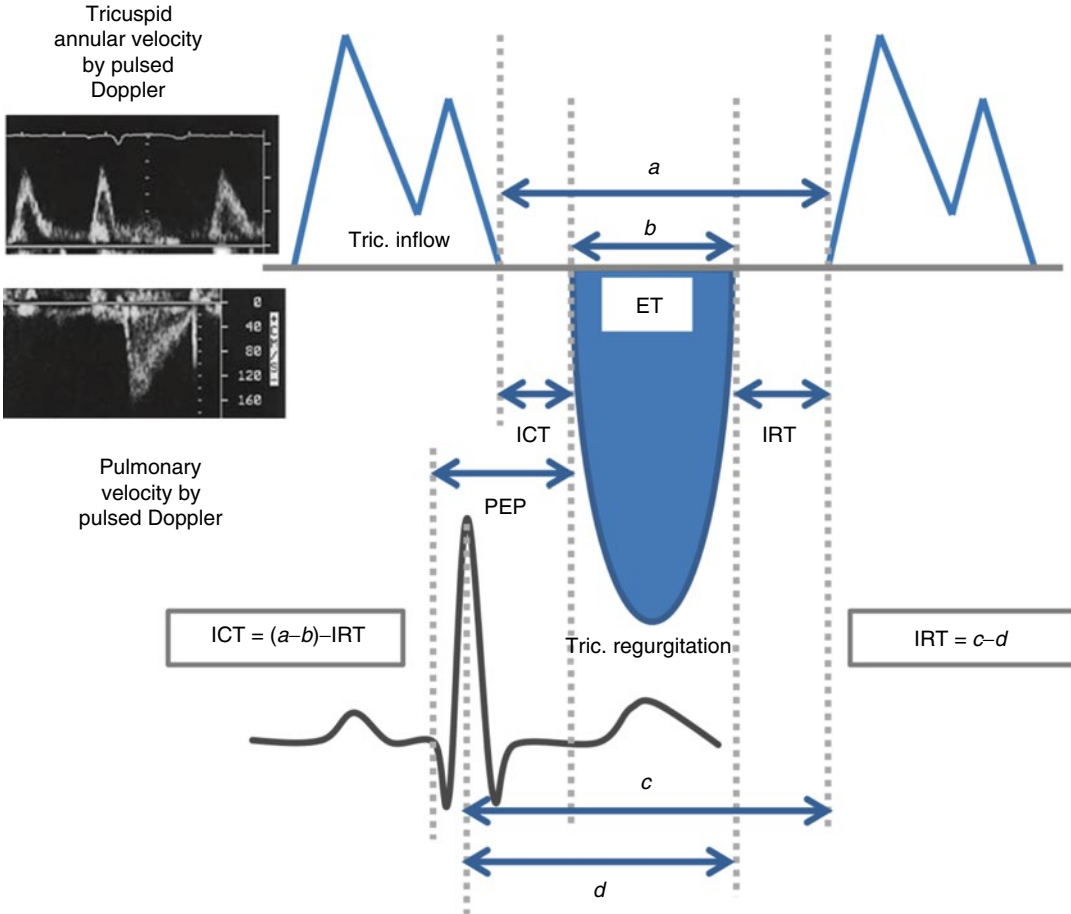 Tricuspid
annular velocity
by pulsed
Doppler
a
b
Tric. inflow
ET
0
40
80
120
160
ICT
IRT
PEP
Pulmonary
velocity by
pulsed Doppler
ICT = (a–b)–IRT
Tric. regurgitation
IRT = c–d
c
d